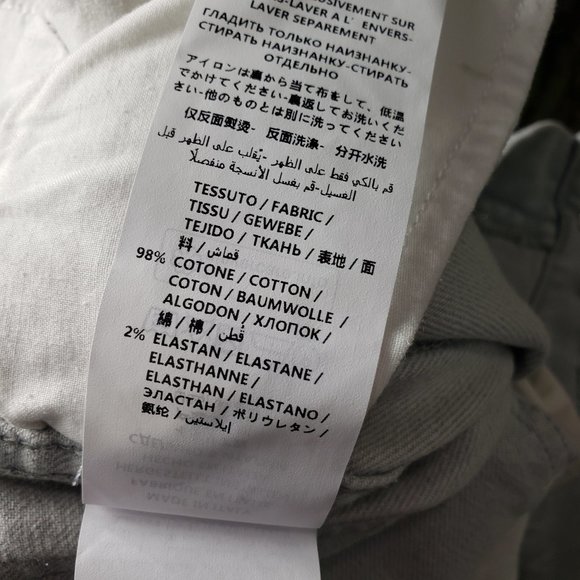 LAVER A L' ENVERS-
LAVER SEPAREMENT
ГЛАДИТЬ ТОЛЬКО НАИЗНАНКУ-
СТИРАТЬ НАИЗНАНКУ-СТИРАТЬ
ОТДЕЛЬНО
アイロンは裏から当て布をして、低温
でかけてください-裏返してお洗いくだ
さい-他のものとは別に洗ってください
仅反面熨烫- 反面洗涤- 分开水洗
قم بالكي فقط على الظهر -يُقلب على الظهر قبل
الغسيل-قم بغسل الأنسجة منفصلًا
TESSUTO / FABRIC /
TISSU / GEWEBE /
TEJIDO / ТКАНЬ / 表地 / 面
料 / قماش /
98% COTONE / COTTON /
COTON / BAUMWOLLE /
ALGODON / ХЛОПОК /
綿 / 棉 / قُطن /
2% ELASTAN / ELASTANE /
ELASTHANNE /
ELASTHAN / ELASTANO /
ЭЛАСТАН / ポリウレタン /
氨纶 / إيلاستين /
MADE IN ITALY